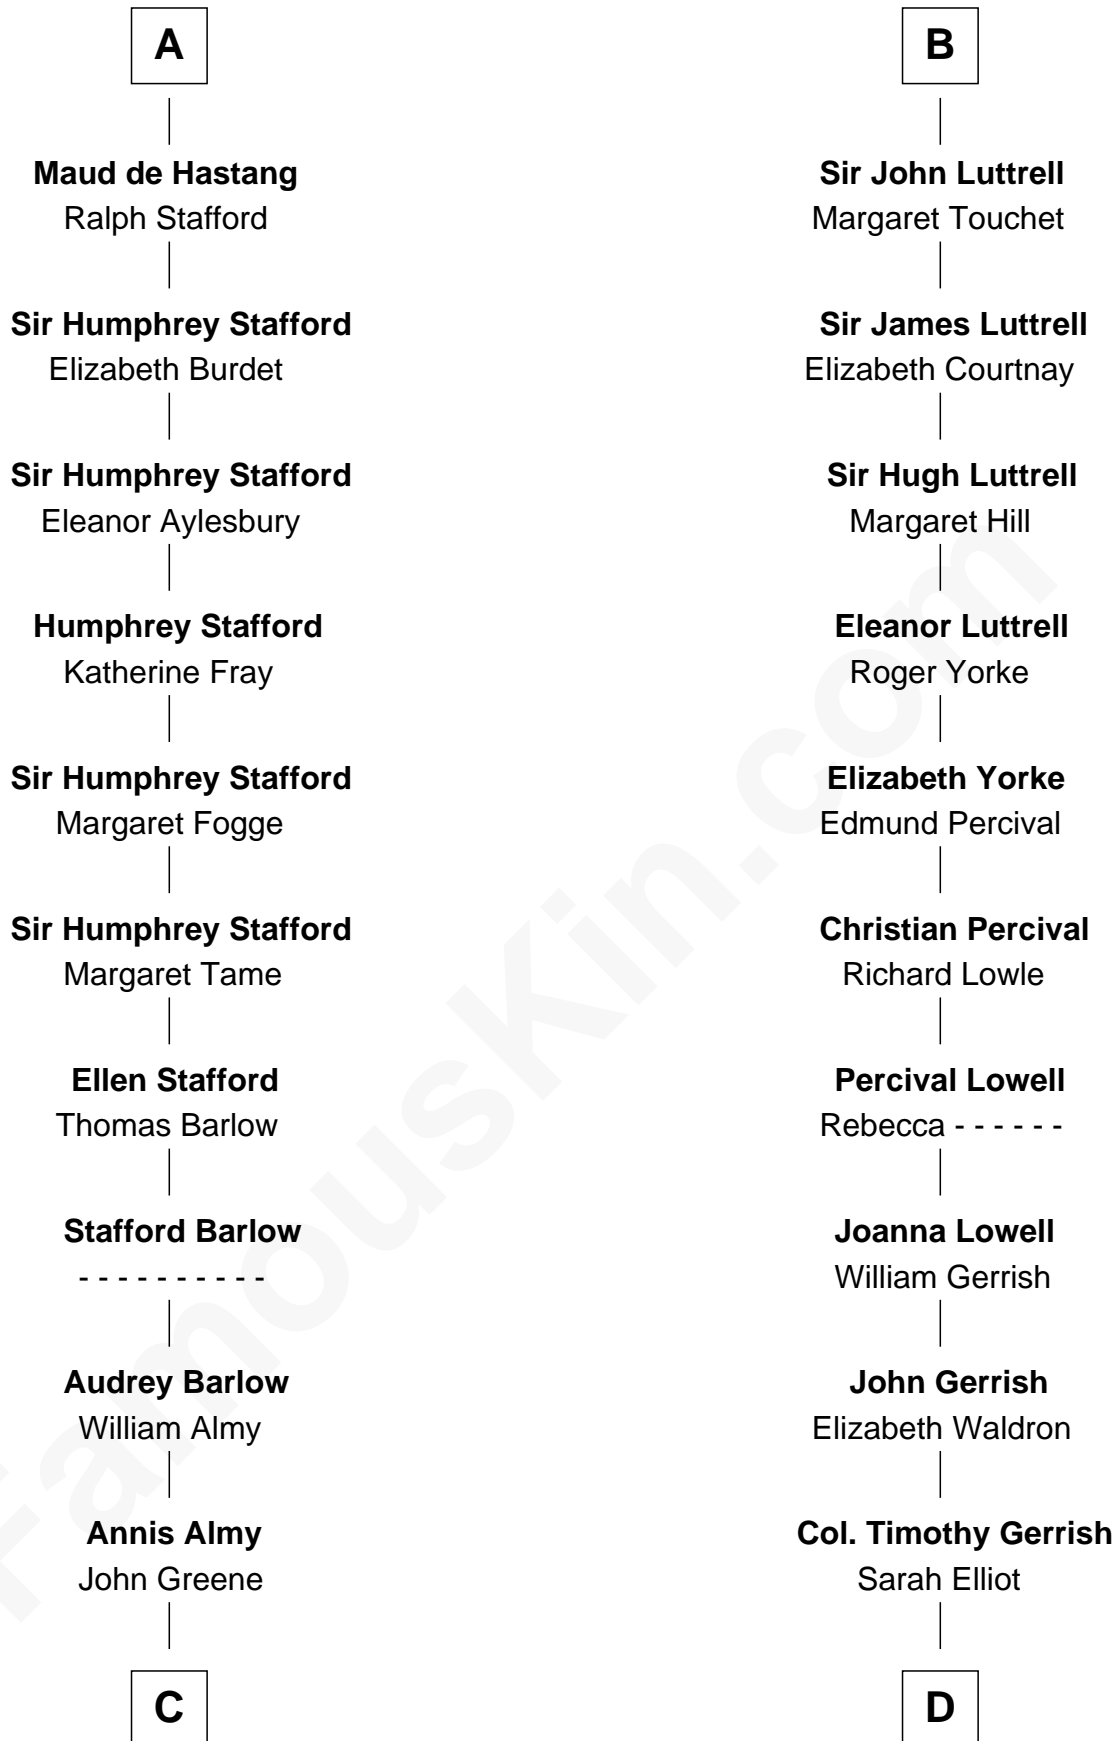 A
Maud de Hastang
Ralph Stafford
Sir Humphrey Stafford
Elizabeth Burdet
Sir Humphrey Stafford
Eleanor Aylesbury
Humphrey Stafford
Katherine Fray
Sir Humphrey Stafford
Margaret Fogge
Sir Humphrey Stafford
Margaret Tame
Ellen Stafford
Thomas Barlow
Stafford Barlow
- - - - - - - - - -
Audrey Barlow
William Almy
Annis Almy
John Greene
C
B
Sir John Luttrell
Margaret Touchet
Sir James Luttrell
Elizabeth Courtnay
Sir Hugh Luttrell
Margaret Hill
Eleanor Luttrell
Roger Yorke
Elizabeth Yorke
Edmund Percival
Christian Percival
Richard Lowle
Percival Lowell
Rebecca - - - - - -
Joanna Lowell
William Gerrish
John Gerrish
Elizabeth Waldron
Col. Timothy Gerrish
Sarah Elliot
D
FamousKin.com